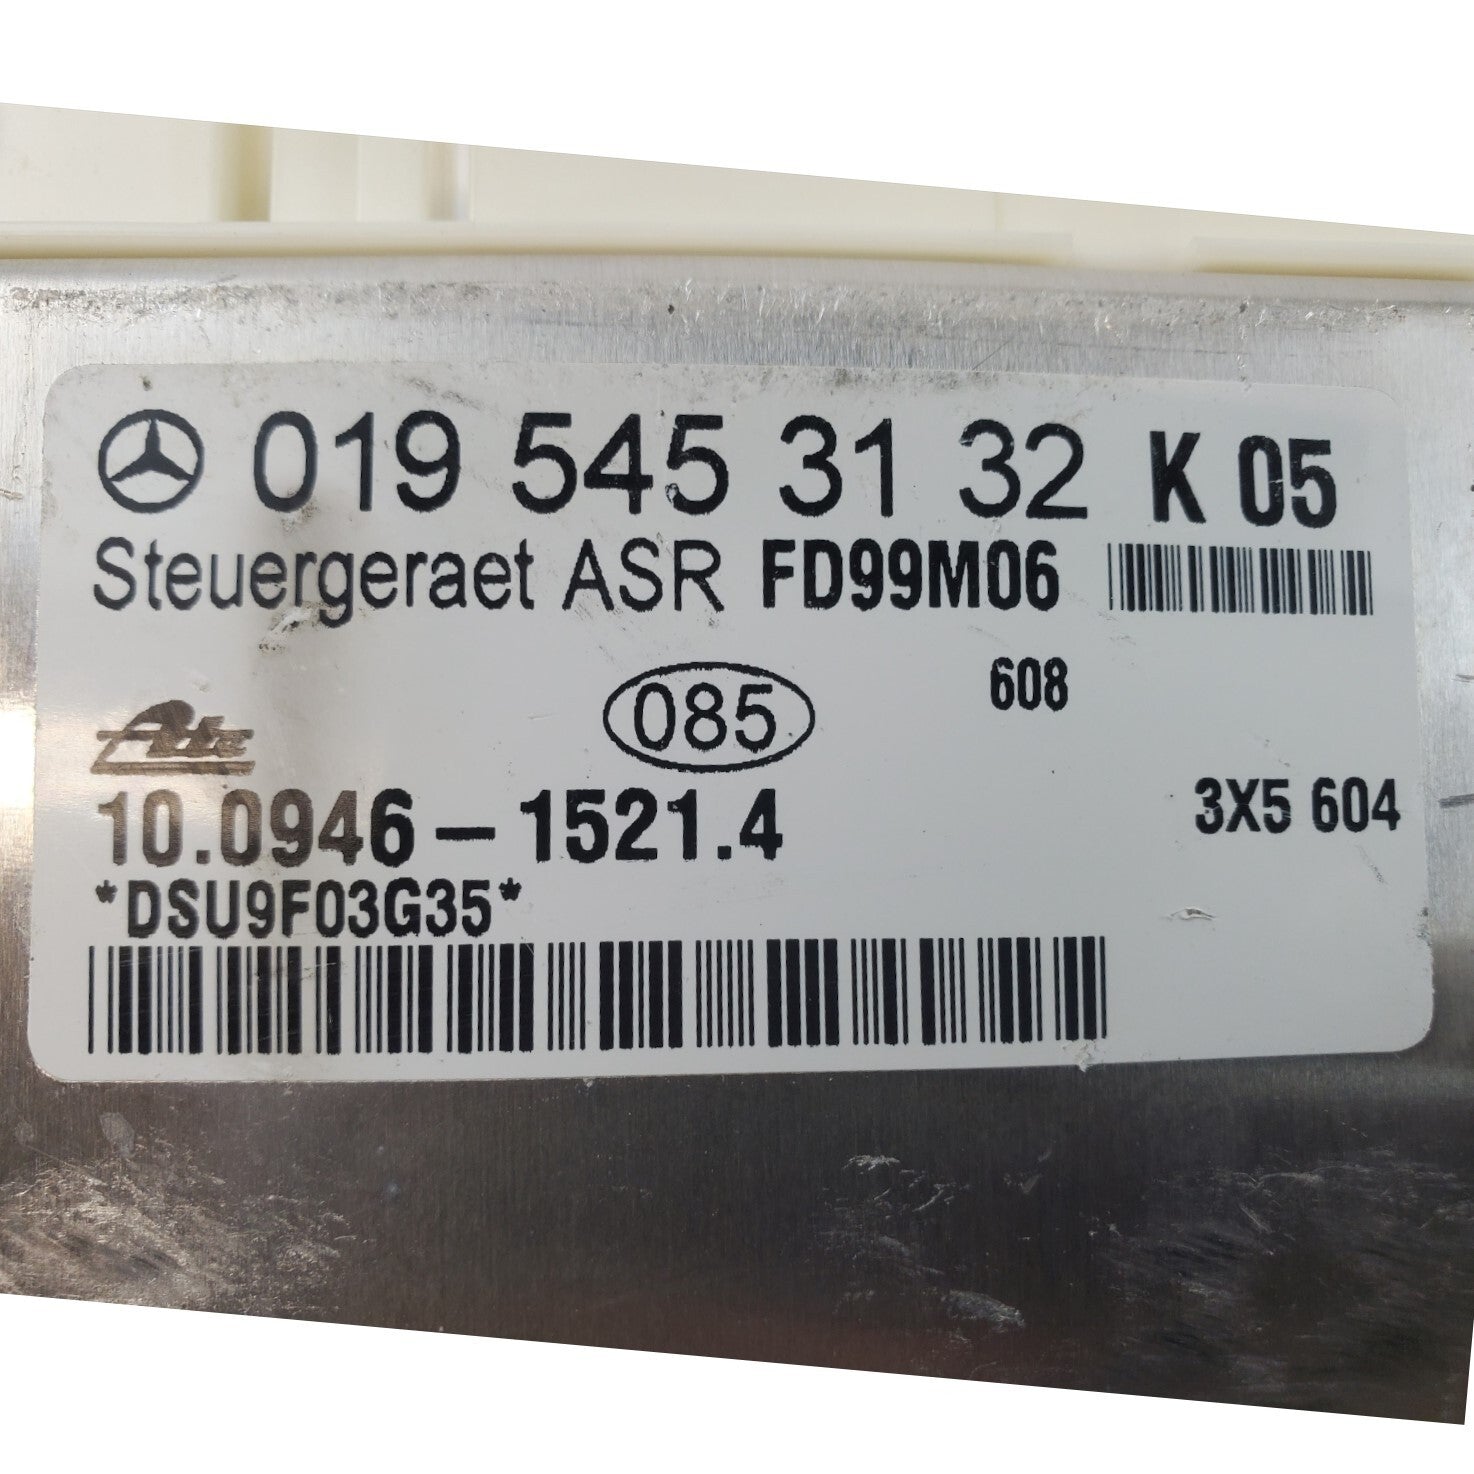 019 545 31 32 K 05
Steuergeraet ASR FD99M06
085 608
Ate
10.0946-1521.4 3X5 604
*DSU9F03G35*